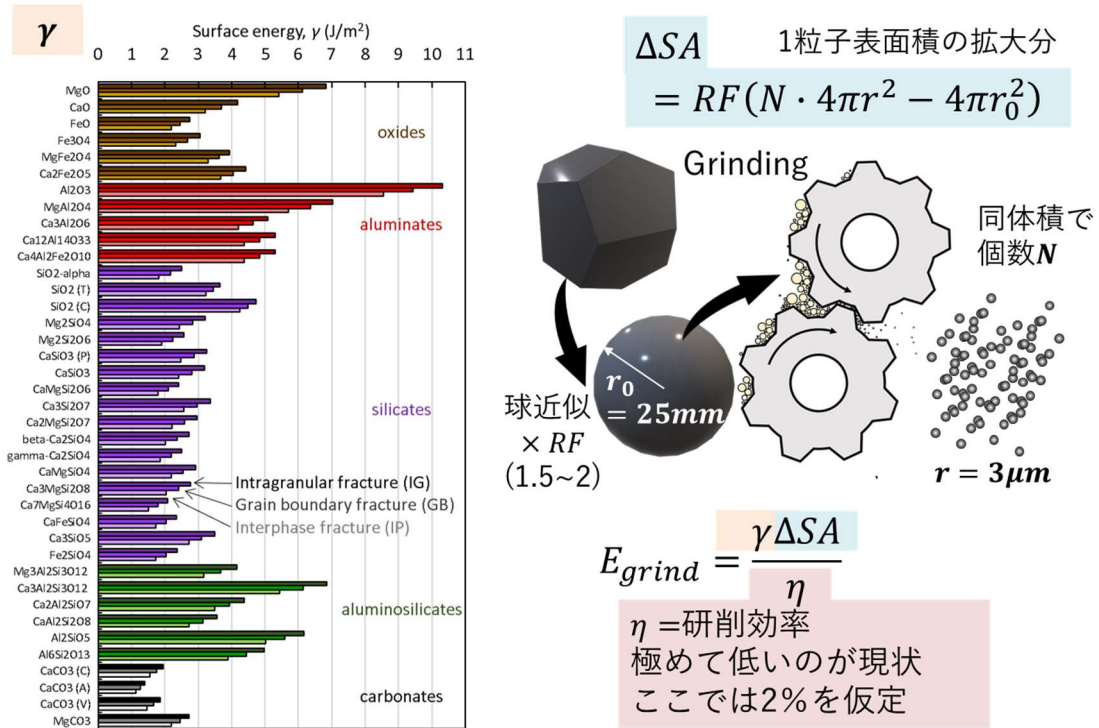 γ
Surface energy, γ (J/m²)
0 1 2 3 4 5 6 7 8 9 10 11
MgO
CaO
FeO
Fe3O4
MgFe2O4
Ca2Fe2O5
oxides
Al2O3
MgAl2O4
Ca3Al2O6
Ca12Al14O33
Ca4Al2Fe2O10
aluminates
SiO2-alpha
SiO2 (T)
SiO2 (C)
Mg2SiO4
Mg2Si2O6
CaSiO3 (P)
CaSiO3
CaMgSi2O6
Ca3Si2O7
Ca2MgSi2O7
beta-Ca2SiO4
gamma-Ca2SiO4
CaMgSiO4
Ca3MgSi2O8
Ca7MgSi4O16
CaFeSiO4
Ca3SiO5
Fe2SiO4
silicates
Intragranular fracture (IG)
Grain boundary fracture (GB)
Interphase fracture (IP)
Mg3Al2Si3O12
Ca3Al2Si3O12
Ca2Al2SiO7
CaAl2Si2O8
Al2SiO5
Al6Si2O13
aluminosilicates
CaCO3 (C)
CaCO3 (A)
CaCO3 (V)
MgCO3
carbonates
ΔSA 1粒子表面積の拡大分
= RF(N · 4πr² − 4πr₀²)
Grinding
同体積で
個数N
r₀
= 25mm
球近似
× RF
(1.5~2)
r = 3μm
E_grind = γΔSA / η
η =研削効率
極めて低いのが現状
ここでは2%を仮定